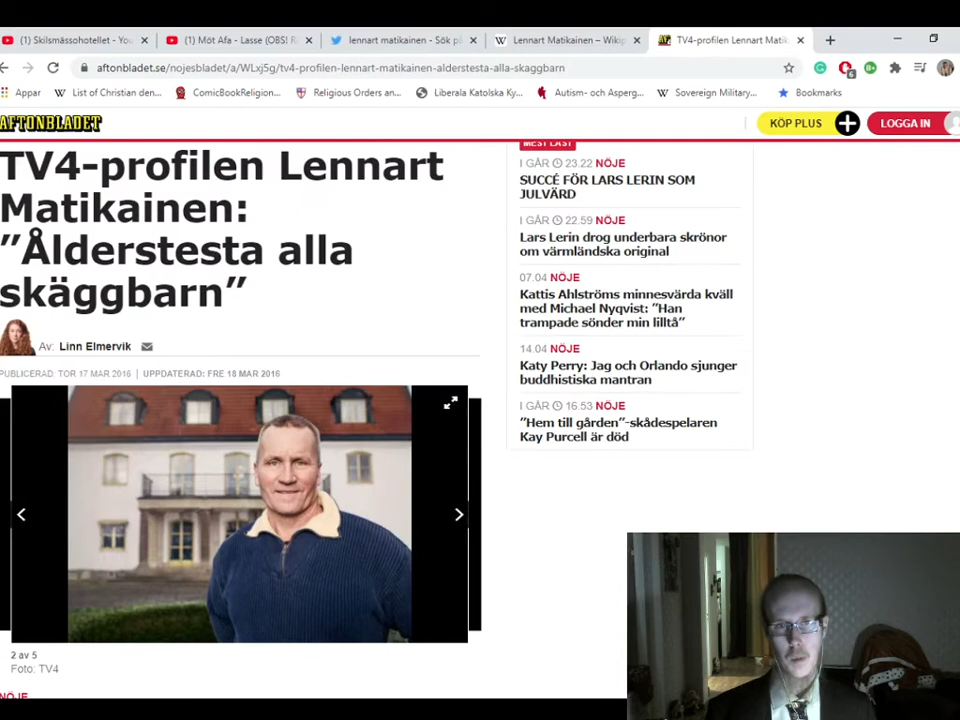 (1) Skilsmässohotellet - You
(1) Möt Afa - Lasse (OBS! R
lennart matikainen - Sök p
Lennart Matikainen – Wikip
TV4-profilen Lennart Matik
aftonbladet.se/nojesbladet/a/WLxj5g/tv4-profilen-lennart-matikainen-alderstesta-alla-skaggbarn
6
Appar
List of Christian den...
ComicBookReligion...
Religious Orders an...
Liberala Katolska Ky...
Autism- och Asperg...
Sovereign Military...
Bookmarks
AFTONBLADET
KÖP PLUS
LOGGA IN
TV4-profilen Lennart
Matikainen:
”Ålderstesta alla
skäggbarn”
Av: Linn Elmervik
PUBLICERAD: TOR 17 MAR 2016 | UPPDATERAD: FRE 18 MAR 2016
2 av 5
Foto: TV4
NÖJE
MEST LÄST
I GÅR 23.22 NÖJE
SUCCÉ FÖR LARS LERIN SOM
JULVÄRD
I GÅR 22.59 NÖJE
Lars Lerin drog underbara skrönor
om värmländska original
07.04 NÖJE
Kattis Ahlströms minnesvärda kväll
med Michael Nyqvist: ”Han
trampade sönder min lilltå”
14.04 NÖJE
Katy Perry: Jag och Orlando sjunger
buddhistiska mantran
I GÅR 16.53 NÖJE
”Hem till gården”-skådespelaren
Kay Purcell är död